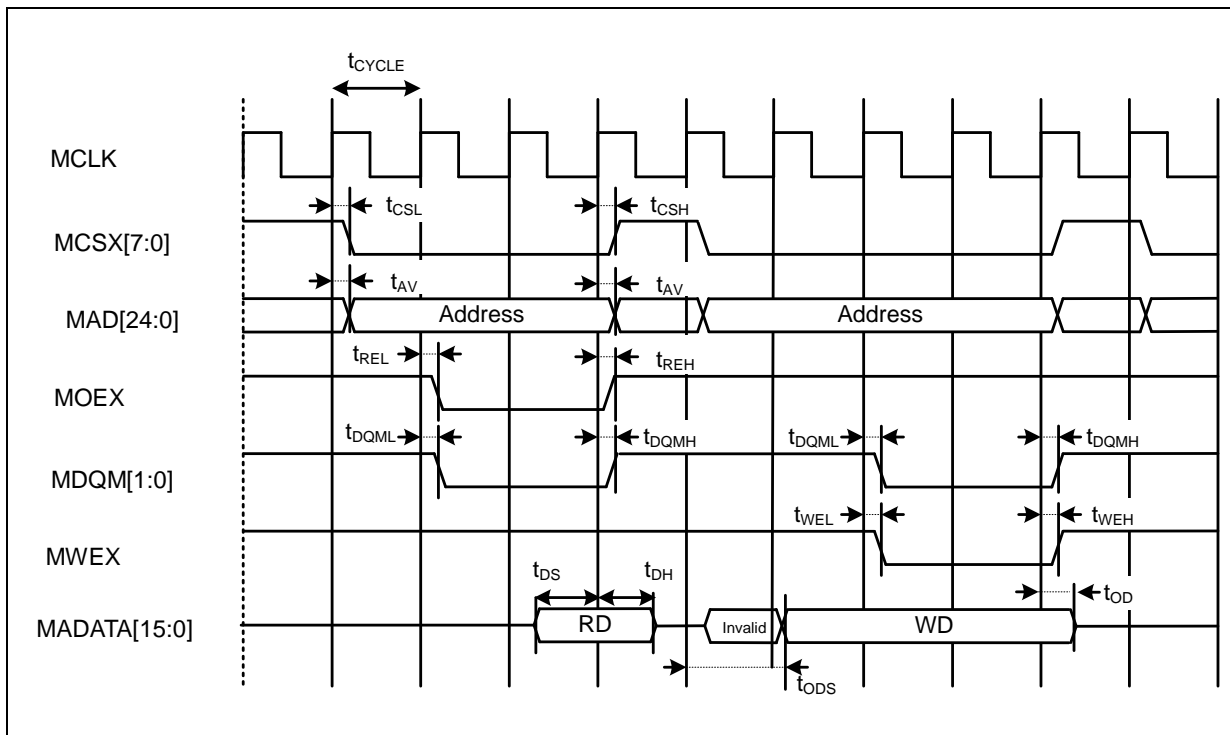 tCYCLE
MCLK
tCSL tCSH
MCSX[7:0]
tAV tAV
MAD[24:0] Address Address
tREL tREH
MOEX
tDQML tDQMH tDQML tDQMH
MDQM[1:0]
tWEL tWEH
MWEX
tDS tDH
tOD
MADATA[15:0] RD Invalid WD
tODS